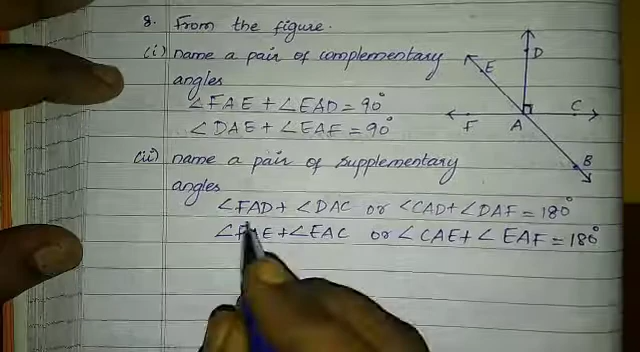 8. From the figure.
(i) name a pair of complementary
angles
∠FAE + ∠EAD = 90°
∠DAE + ∠EAF = 90°
(ii) name a pair of supplementary
angles
∠FAD + ∠DAC or ∠CAD + ∠DAF = 180°
∠FAE + ∠EAC or ∠CAE + ∠EAF = 180°
D
E
C
F
A
B